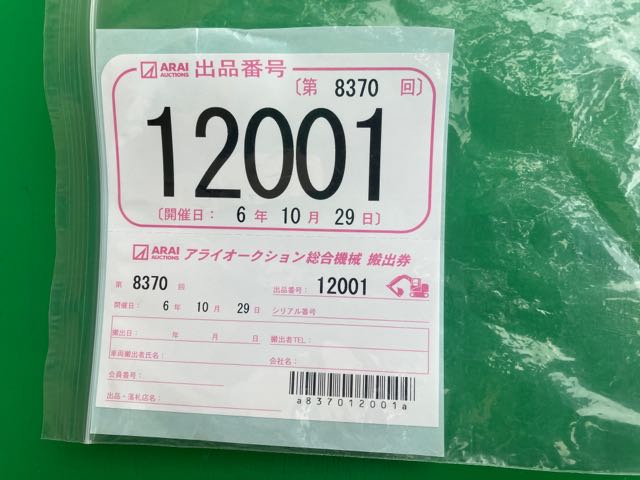 ARAI AUCTIONS 出品番号
〔第 8370 回〕
12001
〔開催日: 6 年 10 月 29 日〕
ARAI AUCTIONS アライオークション総合機械 搬出券
第 8370 回 出品番号: 12001
開催日: 6 年 10 月 29 日 シリアル番号
搬出日: 年 月 日 搬出者TEL:
車両搬出者氏名: 会社名:
会員番号:
出品・落札店名:
a837012001a